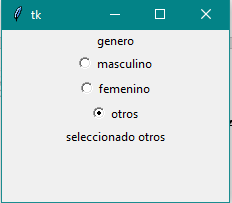 tk
genero
masculino
femenino
otros
seleccionado otros